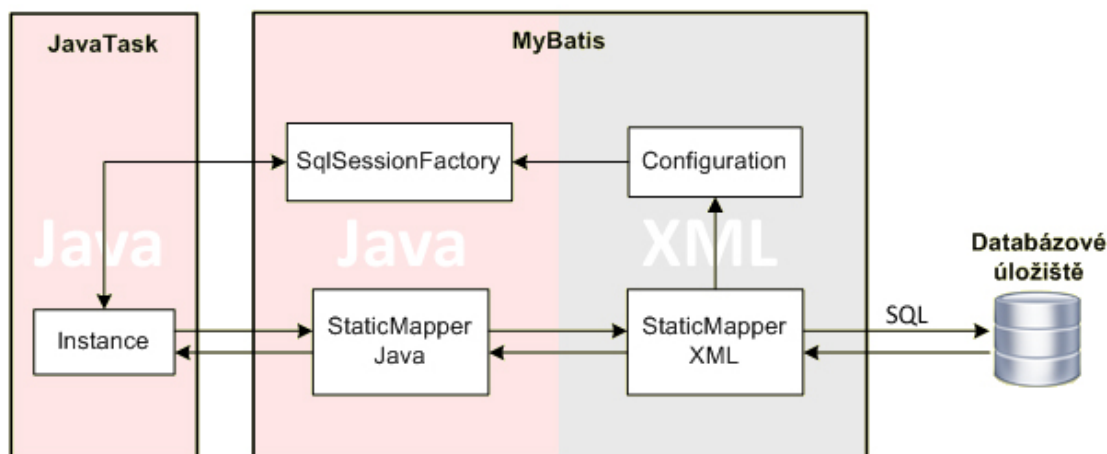 JavaTask
MyBatis
SqlSessionFactory
Configuration
Java
Java
XML
Databázové
úložiště
Instance
StaticMapper
Java
StaticMapper
XML
SQL